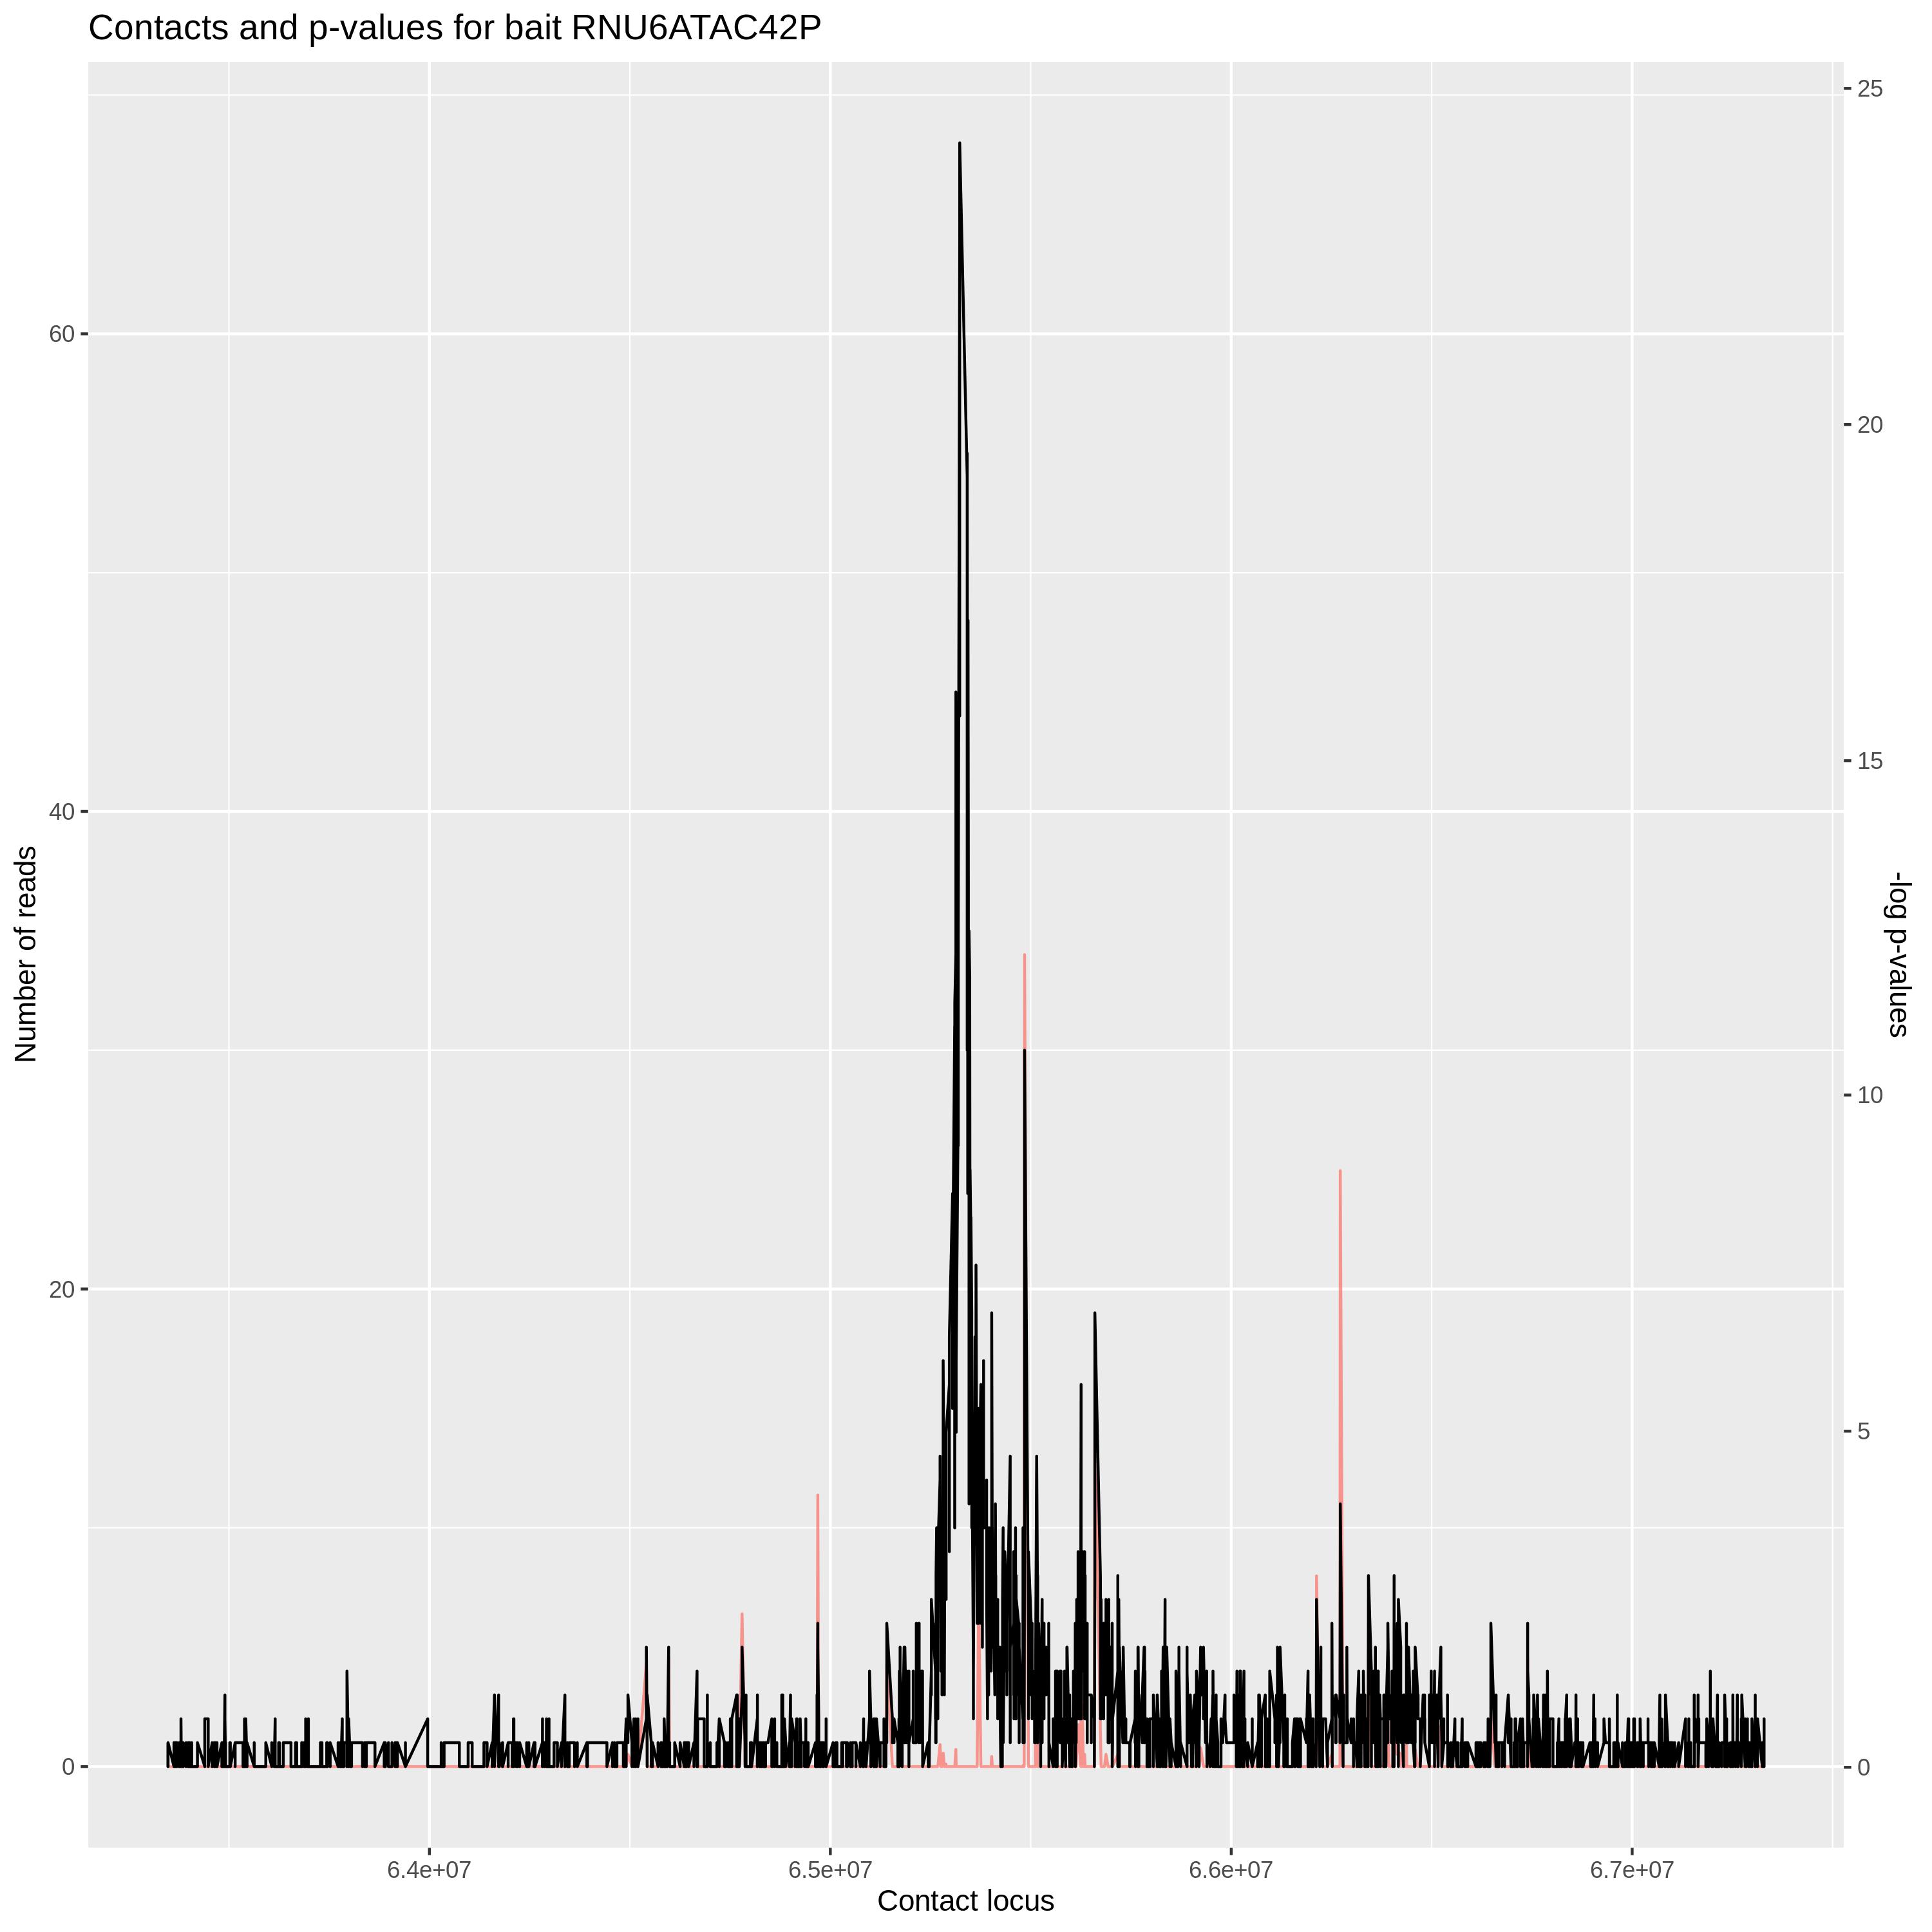 Contacts and p-values for bait RNU6ATAC42P
Number of reads
60
40
20
0
25
20
15
10
5
0
-log p-values
6.4e+07
6.5e+07
6.6e+07
6.7e+07
Contact locus